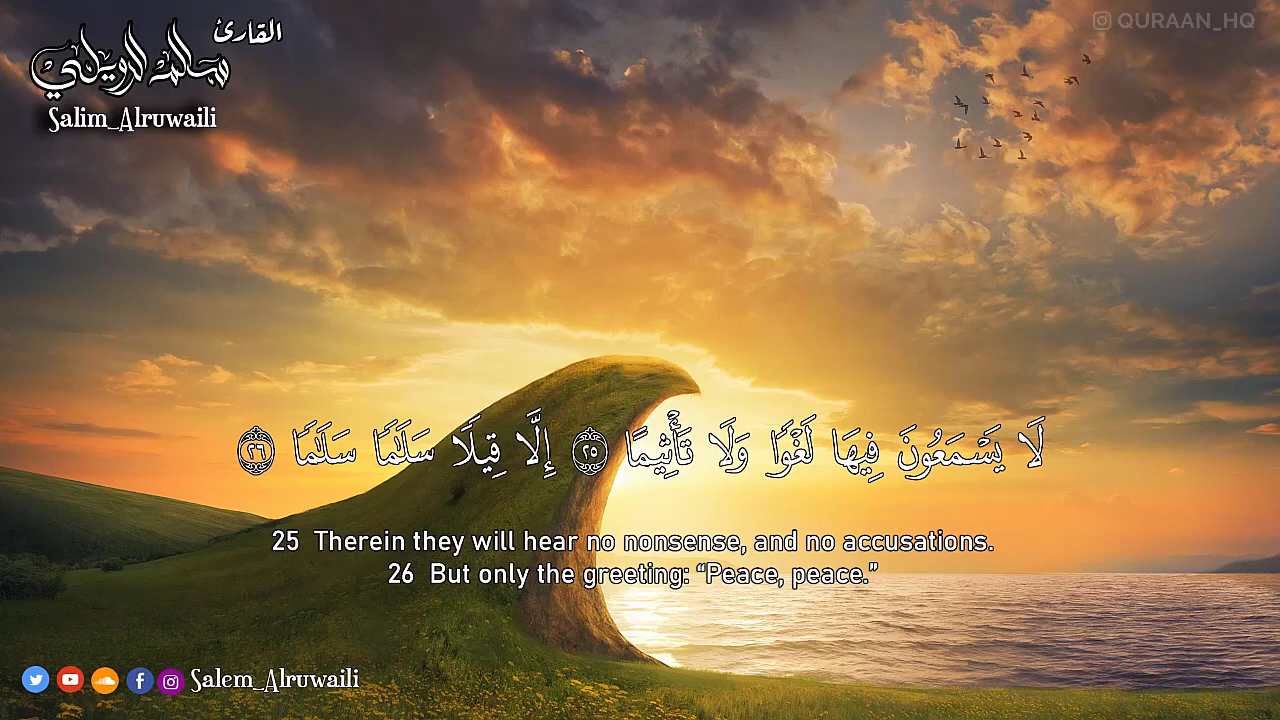 القارئ
سالم الرويلي
Salim_Alruwaili
QURAAN_HQ
لَا يَسْمَعُونَ فِيهَا لَغْوًا وَلَا تَأْثِيمًا ٢٥ إِلَّا قِيلًا سَلَٰمًا سَلَٰمًا ٢٦
25 Therein they will hear no nonsense, and no accusations.
26 But only the greeting: “Peace, peace.”
Salem_Alruwaili